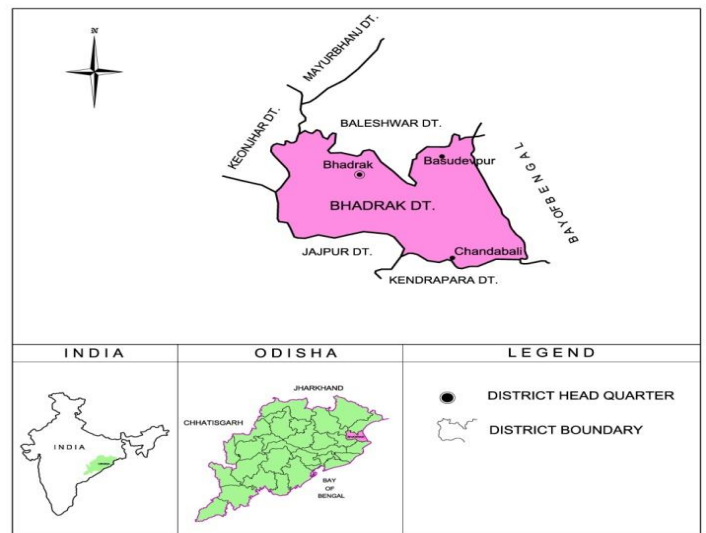 N
MAYURBHANJ DT.
KEONJHAR DT.
BALESHWAR DT.
Bhadrak
Basudevpur
BAY OF BENGAL
BHADRAK DT.
JAJPUR DT.
Chandabali
KENDRAPARA DT.
INDIA
ODISHA
LEGEND
INDIA
JHARKHAND
CHHATISGARH
BAY
OF
BENGAL
DISTRICT HEAD QUARTER
DISTRICT BOUNDARY